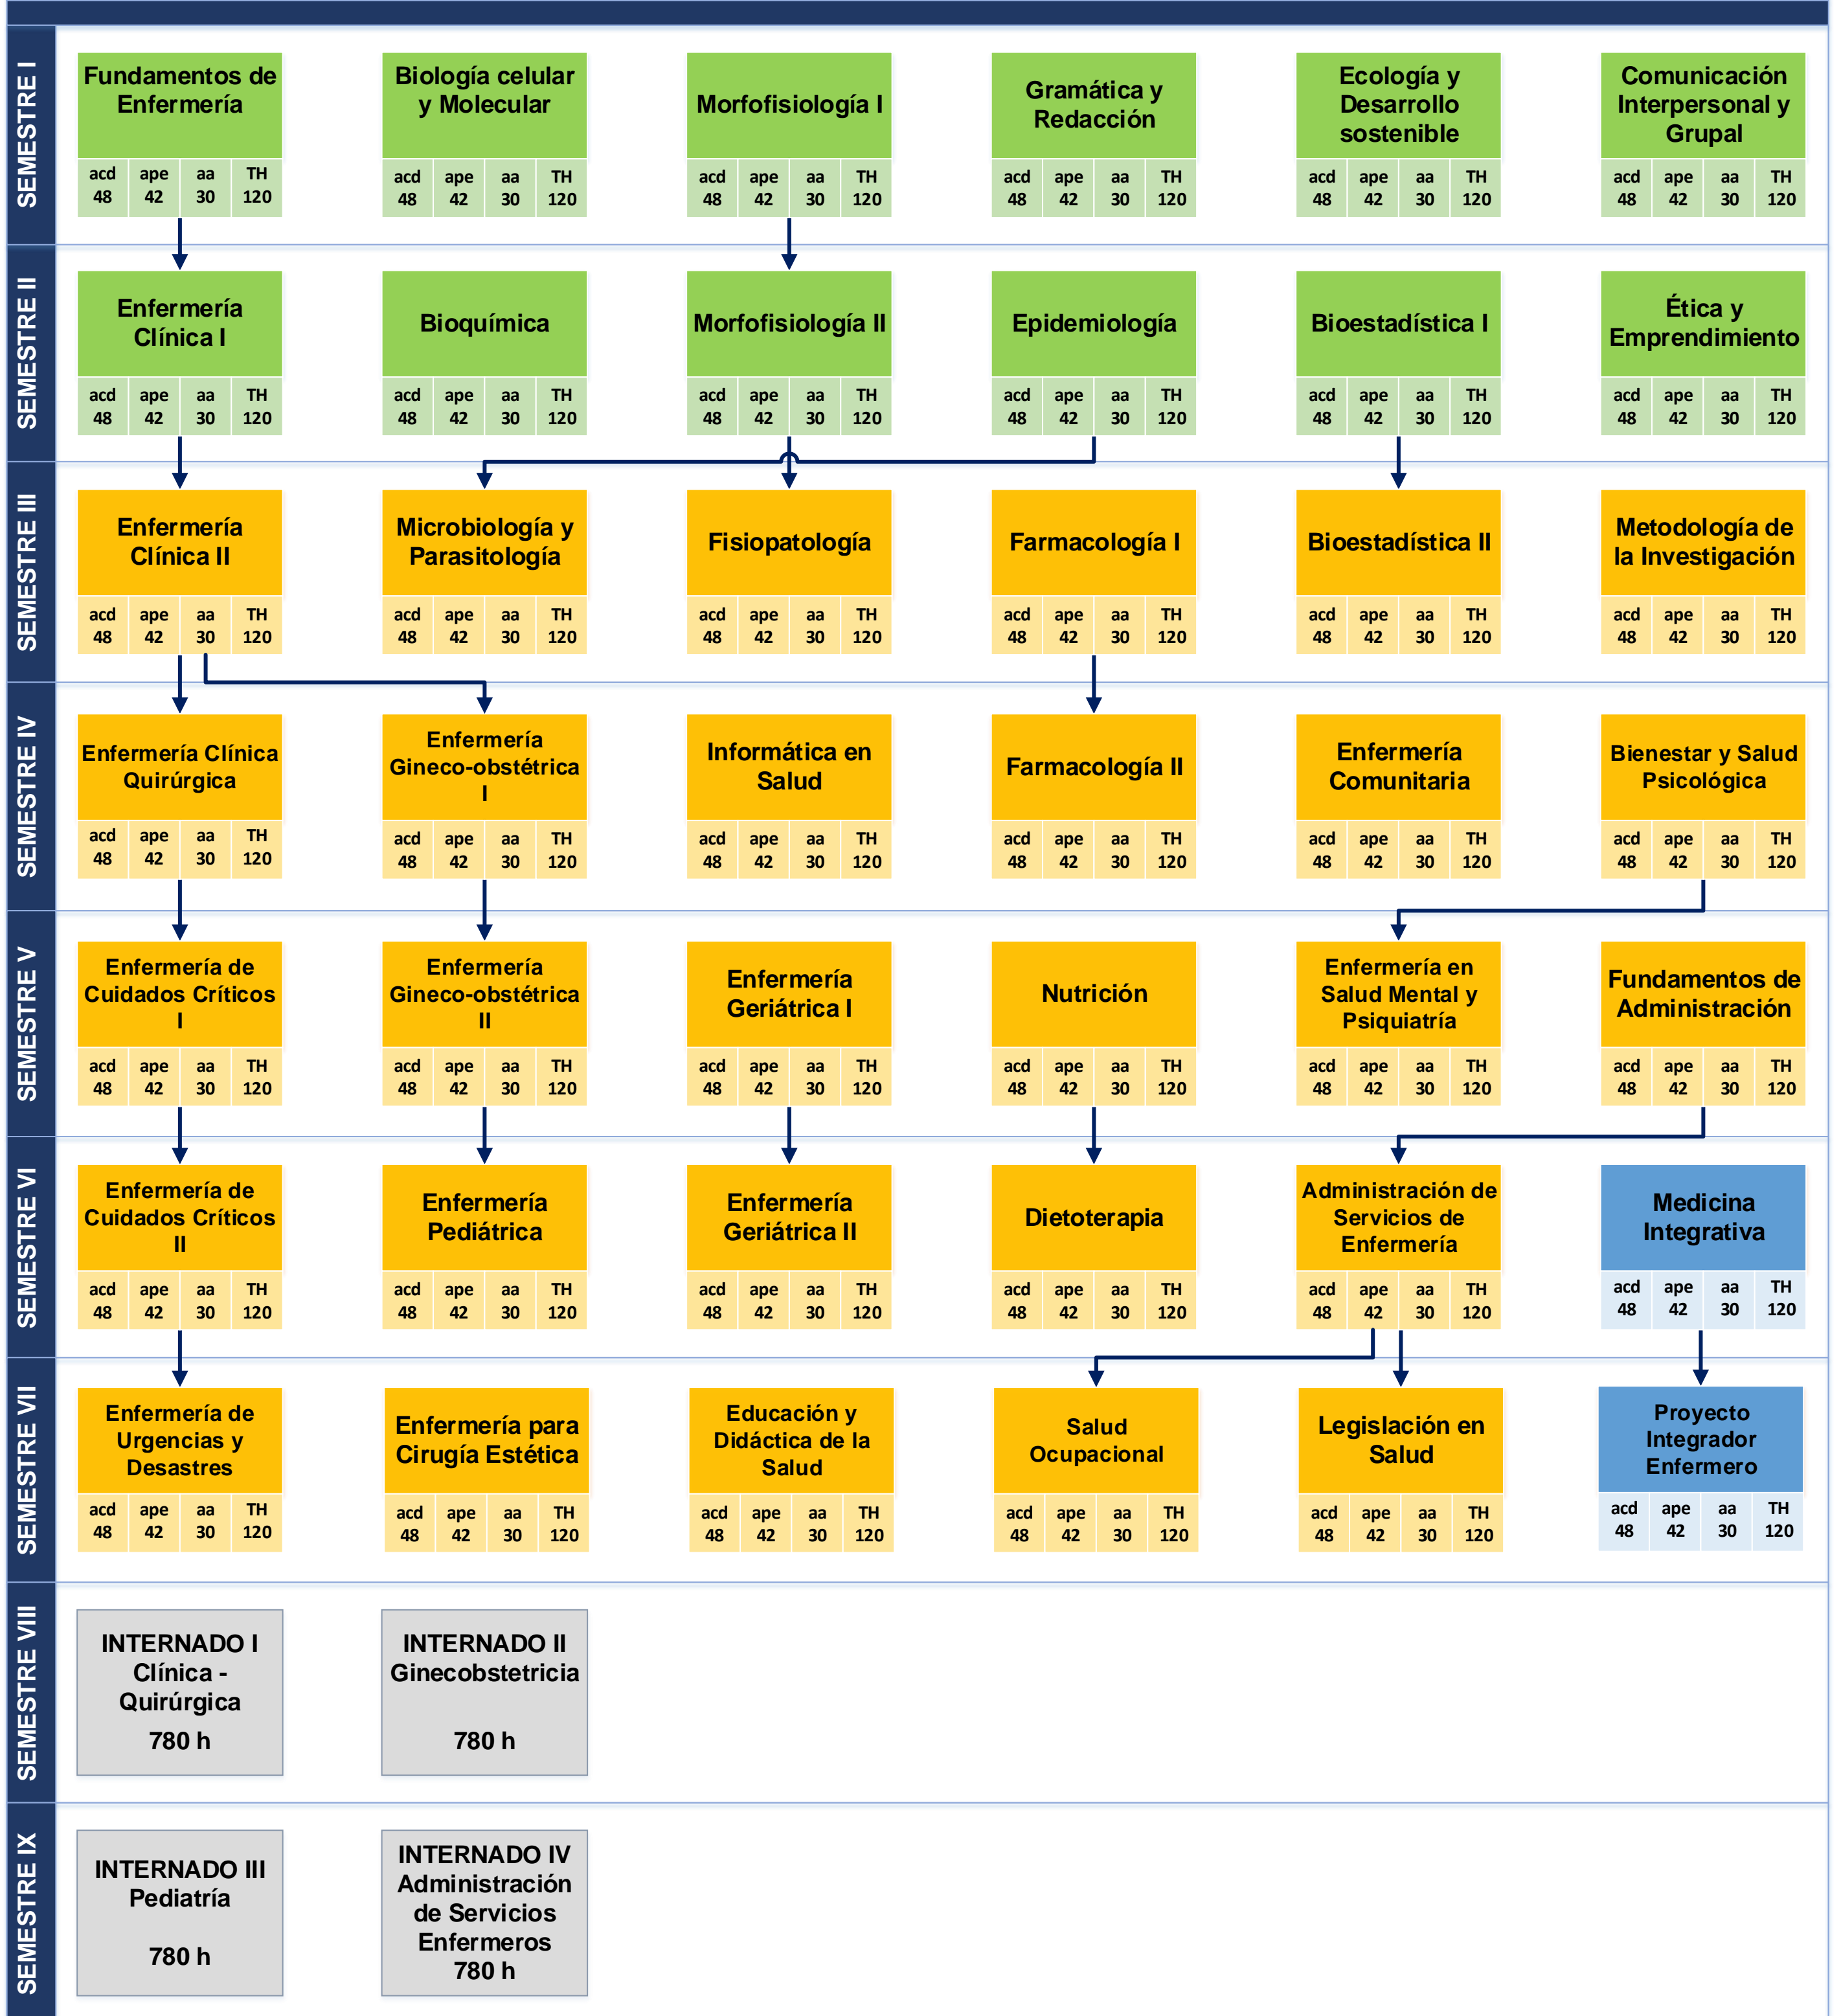 SEMESTRE I
Fundamentos de
Enfermería
acd ape aa TH
48 42 30 120
Biología celular
y Molecular
acd ape aa TH
48 42 30 120
Morfofisiología I
acd ape aa TH
48 42 30 120
Gramática y
Redacción
acd ape aa TH
48 42 30 120
Ecología y
Desarrollo
sostenible
acd ape aa TH
48 42 30 120
Comunicación
Interpersonal y
Grupal
acd ape aa TH
48 42 30 120
SEMESTRE II
Enfermería
Clínica I
acd ape aa TH
48 42 30 120
Bioquímica
acd ape aa TH
48 42 30 120
Morfofisiología II
acd ape aa TH
48 42 30 120
Epidemiología
acd ape aa TH
48 42 30 120
Bioestadística I
acd ape aa TH
48 42 30 120
Ética y
Emprendimiento
acd ape aa TH
48 42 30 120
SEMESTRE III
Enfermería
Clínica II
acd ape aa TH
48 42 30 120
Microbiología y
Parasitología
acd ape aa TH
48 42 30 120
Fisiopatología
acd ape aa TH
48 42 30 120
Farmacología I
acd ape aa TH
48 42 30 120
Bioestadística II
acd ape aa TH
48 42 30 120
Metodología de
la Investigación
acd ape aa TH
48 42 30 120
SEMESTRE IV
Enfermería Clínica
Quirúrgica
acd ape aa TH
48 42 30 120
Enfermería
Gineco-obstétrica
I
acd ape aa TH
48 42 30 120
Informática en
Salud
acd ape aa TH
48 42 30 120
Farmacología II
acd ape aa TH
48 42 30 120
Enfermería
Comunitaria
acd ape aa TH
48 42 30 120
Bienestar y Salud
Psicológica
acd ape aa TH
48 42 30 120
SEMESTRE V
Enfermería de
Cuidados Críticos
I
acd ape aa TH
48 42 30 120
Enfermería
Gineco-obstétrica
II
acd ape aa TH
48 42 30 120
Enfermería
Geriátrica I
acd ape aa TH
48 42 30 120
Nutrición
acd ape aa TH
48 42 30 120
Enfermería en
Salud Mental y
Psiquiatría
acd ape aa TH
48 42 30 120
Fundamentos de
Administración
acd ape aa TH
48 42 30 120
SEMESTRE VI
Enfermería de
Cuidados Críticos
II
acd ape aa TH
48 42 30 120
Enfermería
Pediátrica
acd ape aa TH
48 42 30 120
Enfermería
Geriátrica II
acd ape aa TH
48 42 30 120
Dietoterapia
acd ape aa TH
48 42 30 120
Administración de
Servicios de
Enfermería
acd ape aa TH
48 42 30 120
Medicina
Integrativa
acd ape aa TH
48 42 30 120
SEMESTRE VII
Enfermería de
Urgencias y
Desastres
acd ape aa TH
48 42 30 120
Enfermería para
Cirugía Estética
acd ape aa TH
48 42 30 120
Educación y
Didáctica de la
Salud
acd ape aa TH
48 42 30 120
Salud
Ocupacional
acd ape aa TH
48 42 30 120
Legislación en
Salud
acd ape aa TH
48 42 30 120
Proyecto
Integrador
Enfermero
acd ape aa TH
48 42 30 120
SEMESTRE VIII
INTERNADO I
Clínica -
Quirúrgica
780 h
INTERNADO II
Ginecobstetricia
780 h
SEMESTRE IX
INTERNADO III
Pediatría
780 h
INTERNADO IV
Administración
de Servicios
Enfermeros
780 h